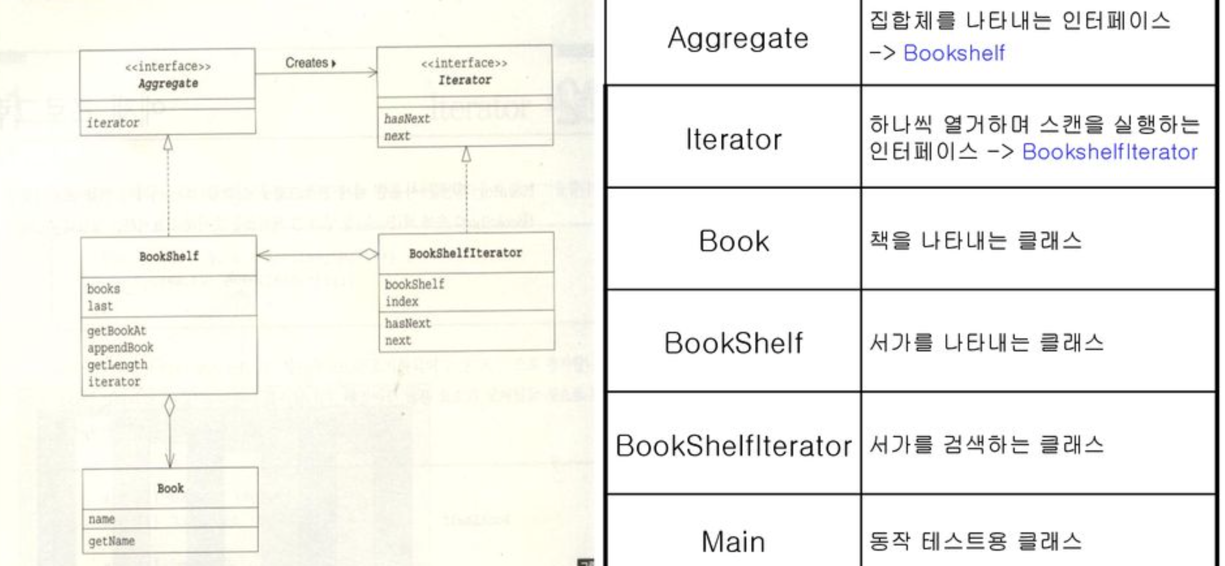 <<interface>>
Aggregate
iterator
Creates
<<interface>>
Iterator
hasNext
next
BookShelf
books
last
getBookAt
appendBook
getLength
iterator
BookShelfIterator
bookShelf
index
hasNext
next
Book
name
getName
Aggregate
집합체를 나타내는 인터페이스
-> Bookshelf
Iterator
하나씩 열거하며 스캔을 실행하는
인터페이스 -> BookshelfIterator
Book
책을 나타내는 클래스
BookShelf
서가를 나타내는 클래스
BookShelfIterator
서가를 검색하는 클래스
Main
동작 테스트용 클래스